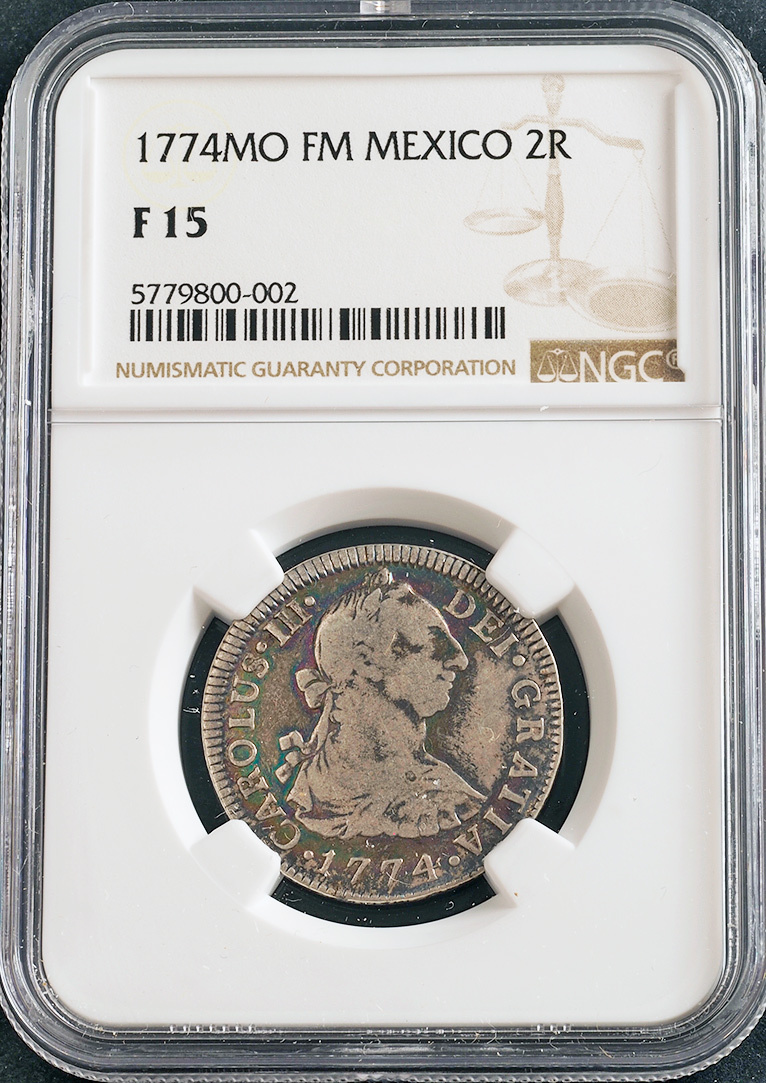 1774MO FM MEXICO 2R
F 15
5779800-002
NUMISMATIC GUARANTY CORPORATION
NGC®
CAROLUS·III· DEI·GRATIA
·1774·